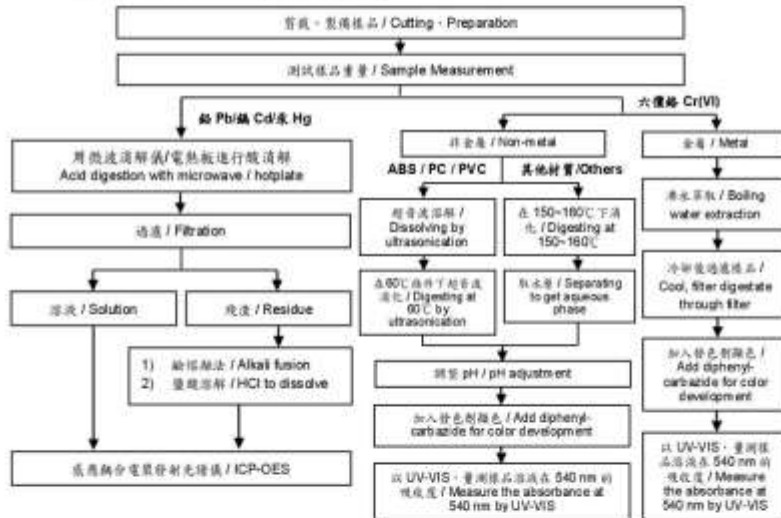 剪裁、製備樣品 / Cutting、Preparation
測試樣品重量 / Sample Measurement
鉛 Pb/鎘 Cd/汞 Hg
六價鉻 Cr(VI)
用微波消解儀/電熱板進行酸消解
Acid digestion with microwave / hotplate
過濾 / Filtration
溶液 / Solution
殘渣 / Residue
1) 鹼熔融法 / Alkali fusion
2) 鹽酸溶解 / HCl to dissolve
感應耦合電漿發射光譜儀 / ICP-OES
非金屬 / Non-metal
ABS / PC / PVC
其他材質/Others
超音波溶解 /
Dissolving by
ultrasonication
在60℃條件下超音波
消化 / Digesting at
60℃ by
ultrasonication
在 150~160℃下消
化 / Digesting at
150~160℃
取水層 / Separating
to get aqueous
phase
調整 pH / pH adjustment
加入發色劑顯色 / Add diphenyl-
carbazide for color development
以 UV-VIS、量測樣品溶液在 540 nm 的
吸收度 / Measure the absorbance at
540 nm by UV-VIS
金屬 / Metal
沸水萃取 / Boiling
water extraction
冷卻後過濾樣品 /
Cool, filter digestate
through filter
加入發色劑顯色 /
Add diphenyl-
carbazide for color
development
以 UV-VIS、量測樣
品溶液在 540 nm 的
吸收度 / Measure
the absorbance at
540 nm by UV-VIS